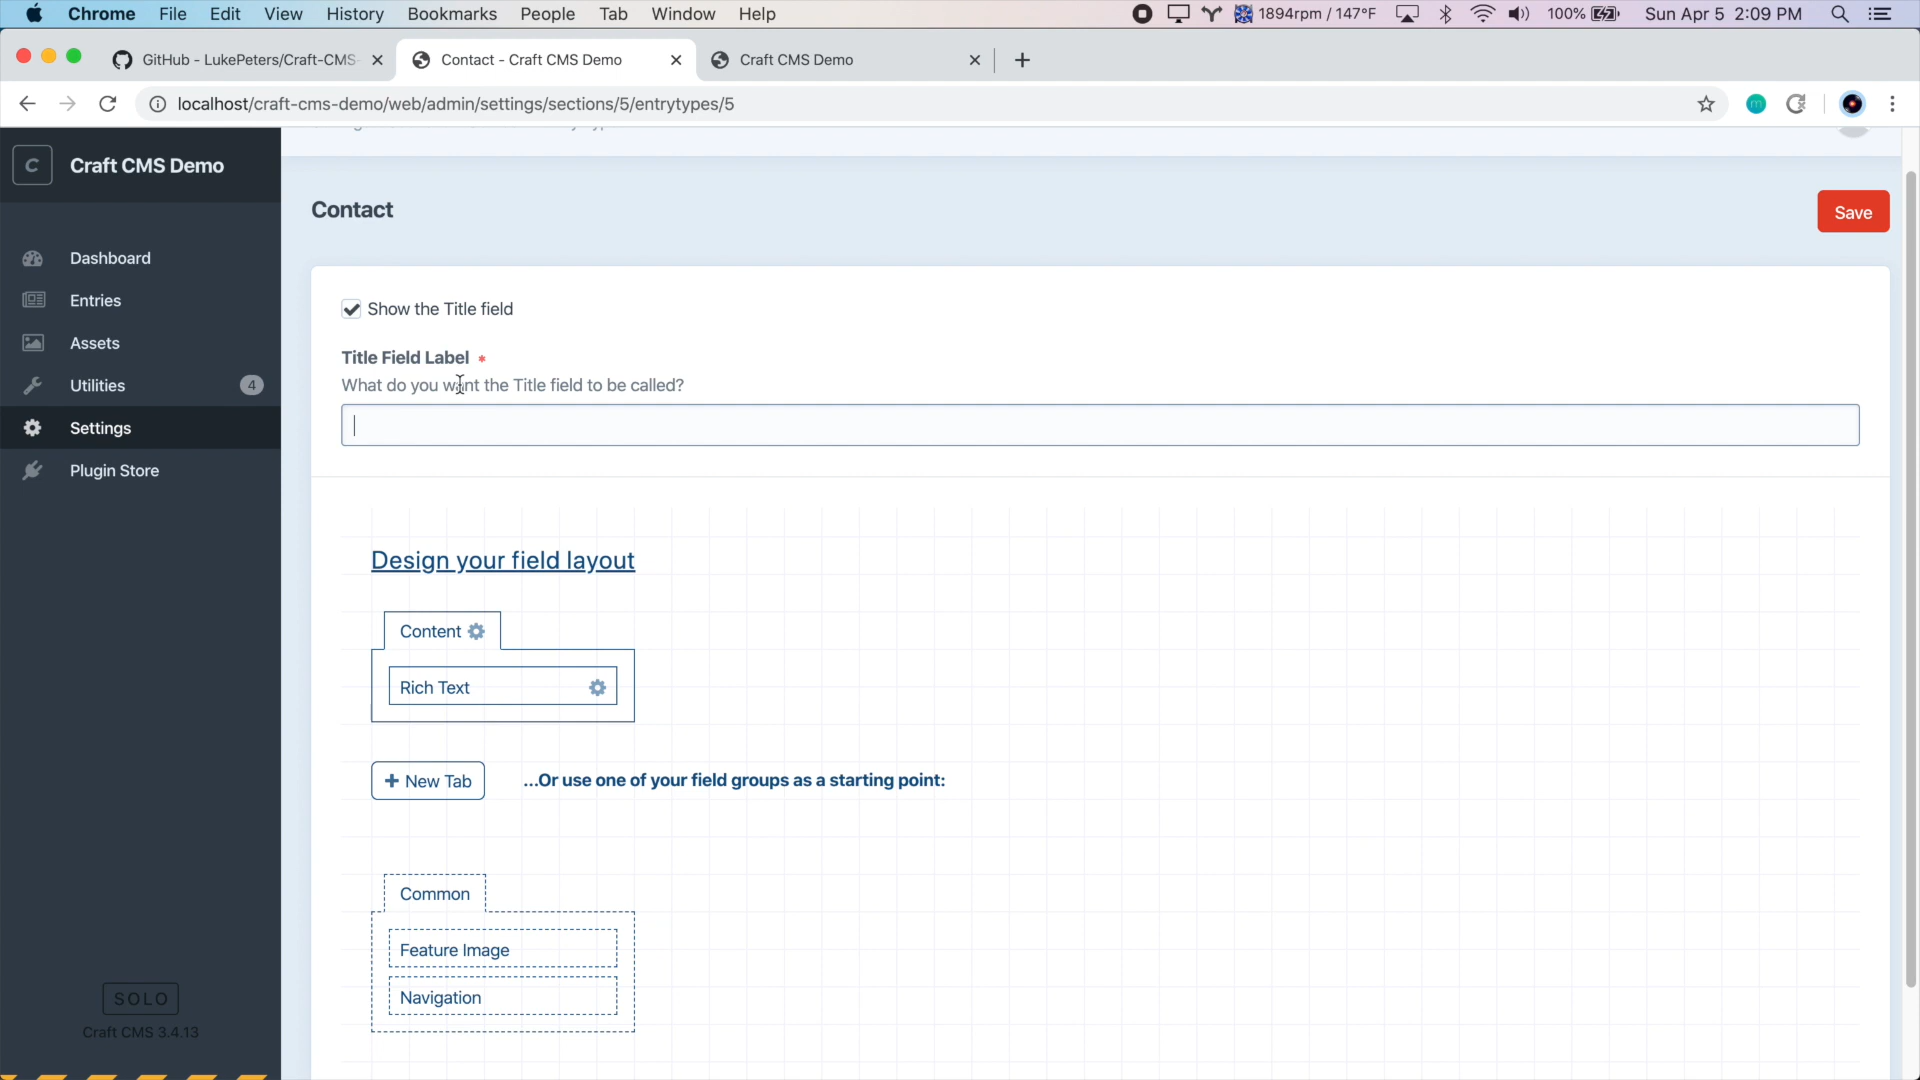 Chrome File Edit View History Bookmarks People Tab Window Help 1894rpm / 147°F 100% Sun Apr 5 2:09 PM
GitHub - LukePeters/Craft-CMS- Contact - Craft CMS Demo Craft CMS Demo
localhost/craft-cms-demo/web/admin/settings/sections/5/entrytypes/5
m
C Craft CMS Demo
Dashboard
Entries
Assets
Utilities 4
Settings
Plugin Store
SOLO
Craft CMS 3.4.13
Contact
Save
Show the Title field
Title Field Label *
What do you want the Title field to be called?
Design your field layout
Content
Rich Text
+ New Tab ...Or use one of your field groups as a starting point:
Common
Feature Image
Navigation